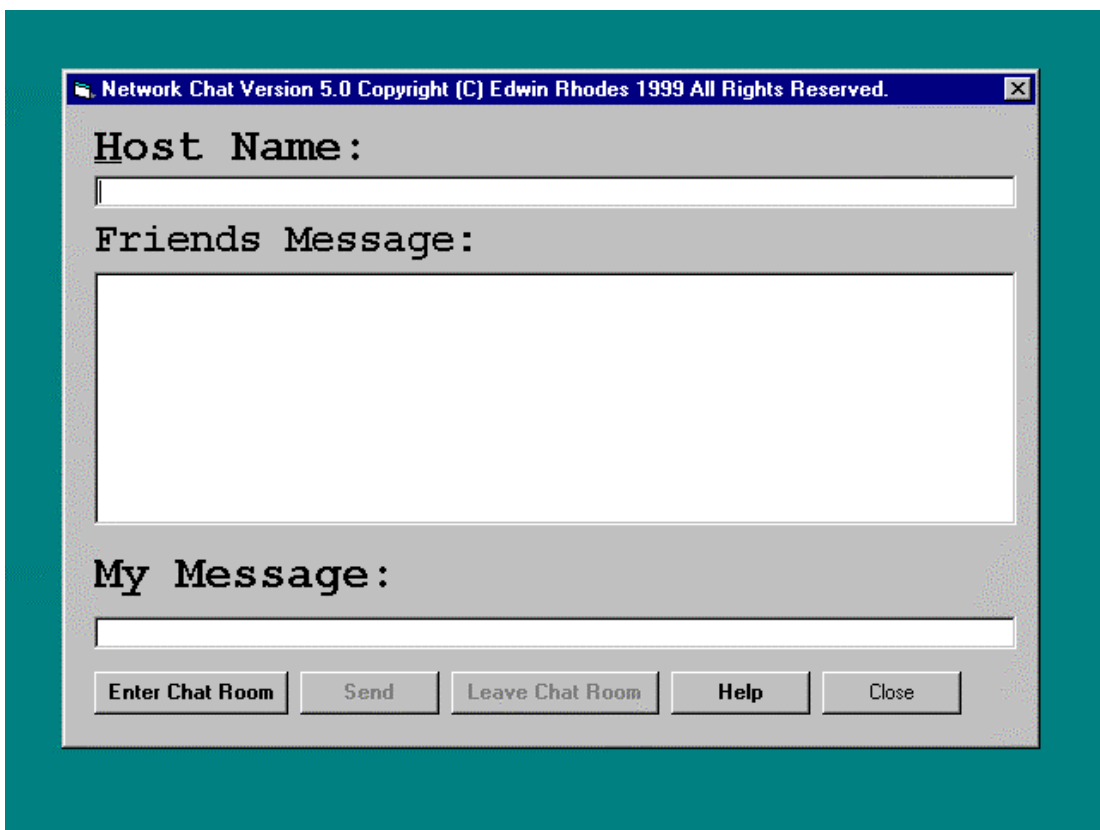 Network Chat Version 5.0 Copyright (C) Edwin Rhodes 1999 All Rights Reserved.
Host Name:
Friends Message:
My Message:
Enter Chat Room Send Leave Chat Room Help Close